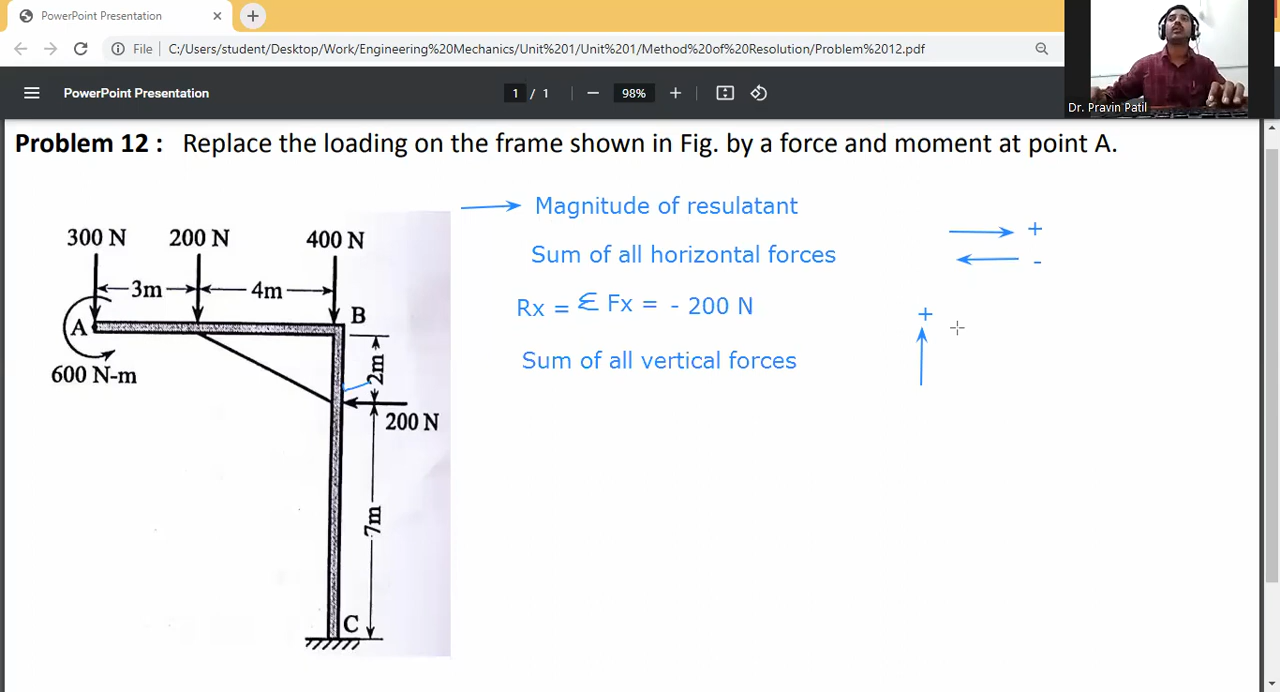 PowerPoint Presentation
File
C:/Users/student/Desktop/Work/Engineering%20Mechanics/Unit%201/Unit%201/Method%20of%20Resolution/Problem%2012.pdf
Dr. Pravin Patil
PowerPoint Presentation
1 / 1
98%
Problem 12 : Replace the loading on the frame shown in Fig. by a force and moment at point A.
Magnitude of resulatant
300 N 200 N 400 N
+
Sum of all horizontal forces
-
3m 4m
Rx = Ɛ Fx = - 200 N
A B
+
600 N-m
Sum of all vertical forces
2m
200 N
7m
C